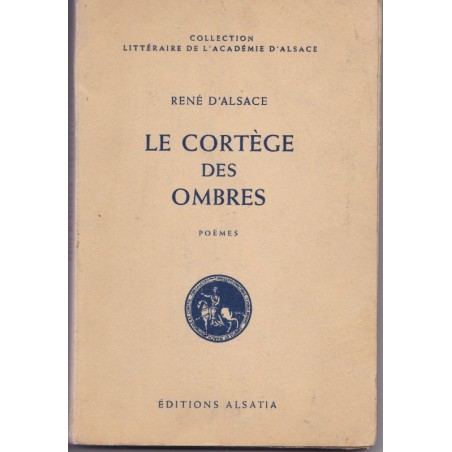 COLLECTION
LITTÉRAIRE DE L'ACADÉMIE D'ALSACE
RENÉ D'ALSACE
LE CORTÈGE
DES
OMBRES
POÈMES
ÉDITIONS ALSATIA